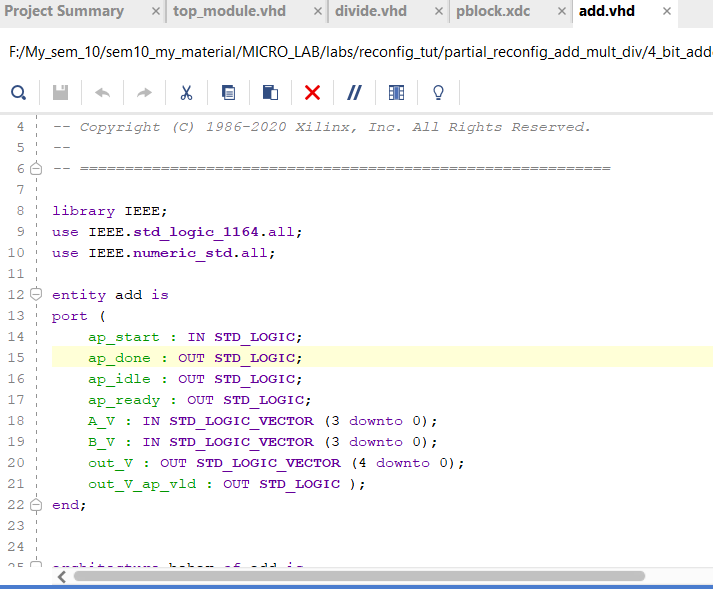 Project Summary × top_module.vhd × divide.vhd × pblock.xdc × add.vhd ×
F:/My_sem_10/sem10_my_material/MICRO_LAB/labs/reconfig_tut/partial_reconfig_add_mult_div/4_bit_add
4 -- Copyright (C) 1986-2020 Xilinx, Inc. All Rights Reserved.
5 --
6 -- ===========================================================
7
8 library IEEE;
9 use IEEE.std_logic_1164.all;
10 use IEEE.numeric_std.all;
11
12 entity add is
13 port (
14 ap_start : IN STD_LOGIC;
15 ap_done : OUT STD_LOGIC;
16 ap_idle : OUT STD_LOGIC;
17 ap_ready : OUT STD_LOGIC;
18 A_V : IN STD_LOGIC_VECTOR (3 downto 0);
19 B_V : IN STD_LOGIC_VECTOR (3 downto 0);
20 out_V : OUT STD_LOGIC_VECTOR (4 downto 0);
21 out_V_ap_vld : OUT STD_LOGIC );
22 end;
23
24
25 architecture behav of add is